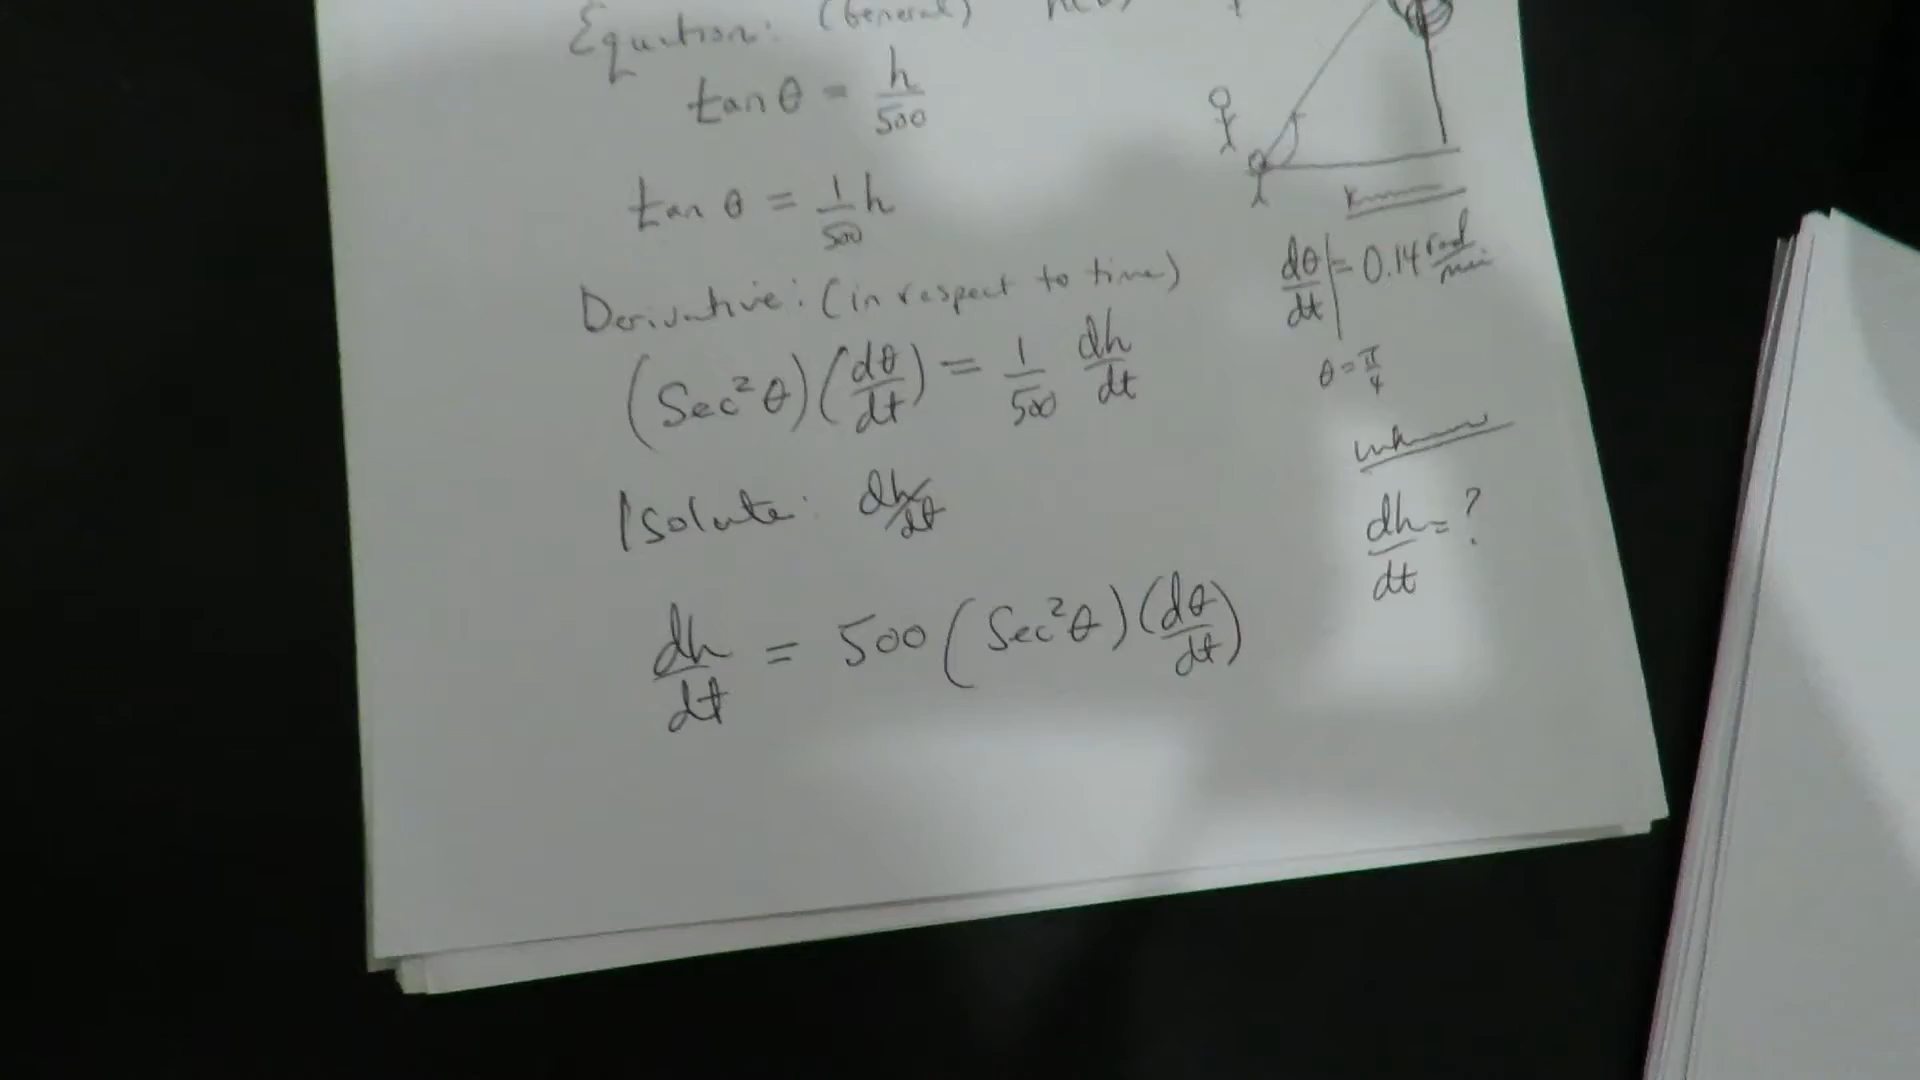 Equation: (General)
tan θ = h/500
tan θ = 1/500 h
Derivative: (in respect to time)
(Sec²θ)(dθ/dt) = 1/500 dh/dt
Isolate: dh/dt
dh/dt = 500 (Sec²θ)(dθ/dt)
dθ/dt| = 0.14 rad/min
θ = π/4
dh/dt = ?